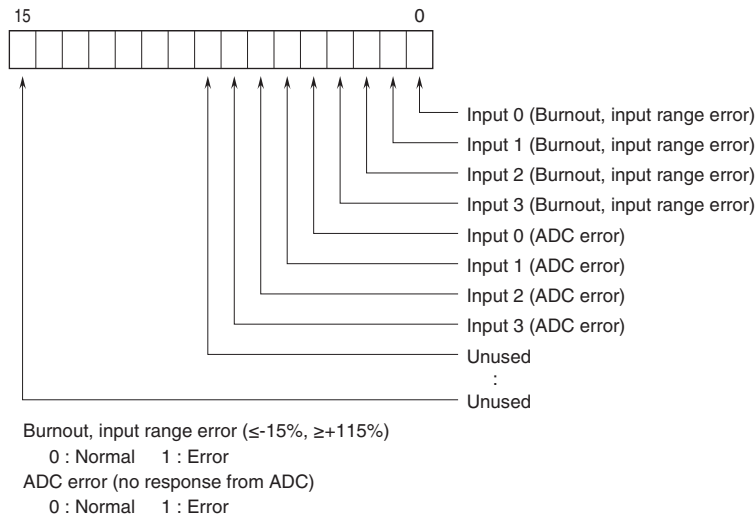 15 0
Input 0 (Burnout, input range error)
Input 1 (Burnout, input range error)
Input 2 (Burnout, input range error)
Input 3 (Burnout, input range error)
Input 0 (ADC error)
Input 1 (ADC error)
Input 2 (ADC error)
Input 3 (ADC error)
Unused
:
Unused
Burnout, input range error (≤-15%, ≥+115%)
0 : Normal 1 : Error
ADC error (no response from ADC)
0 : Normal 1 : Error